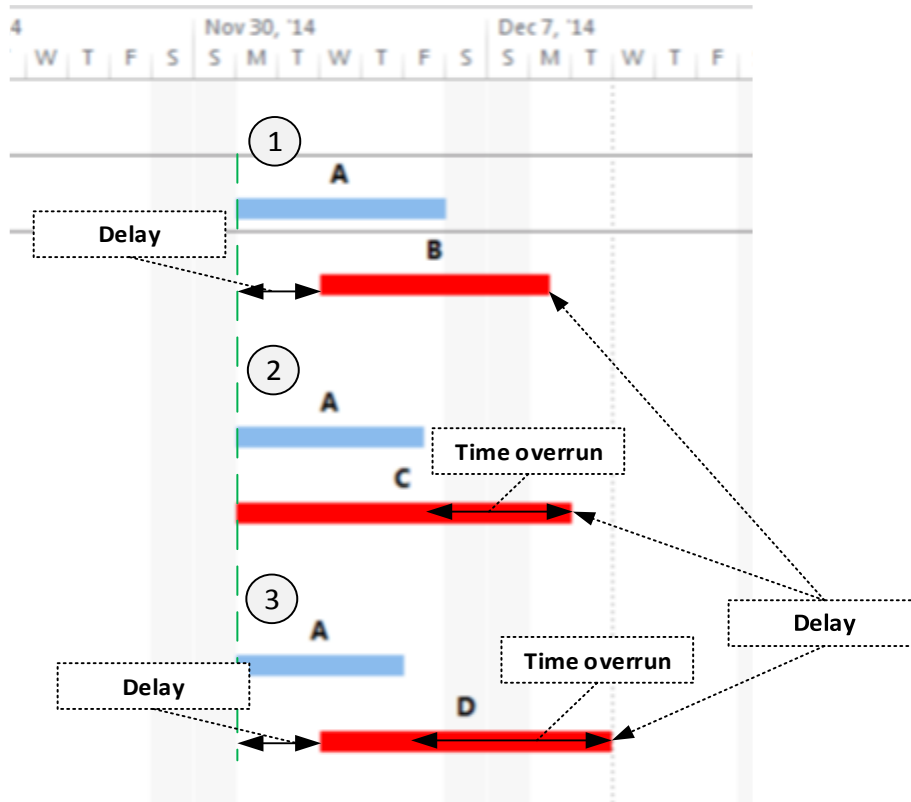 4
Nov 30, '14
Dec 7, '14
W T F S S M T W T F S S M T W T F
1
A
Delay
B
2
A
Time overrun
C
3
A
Delay
Time overrun
Delay
D